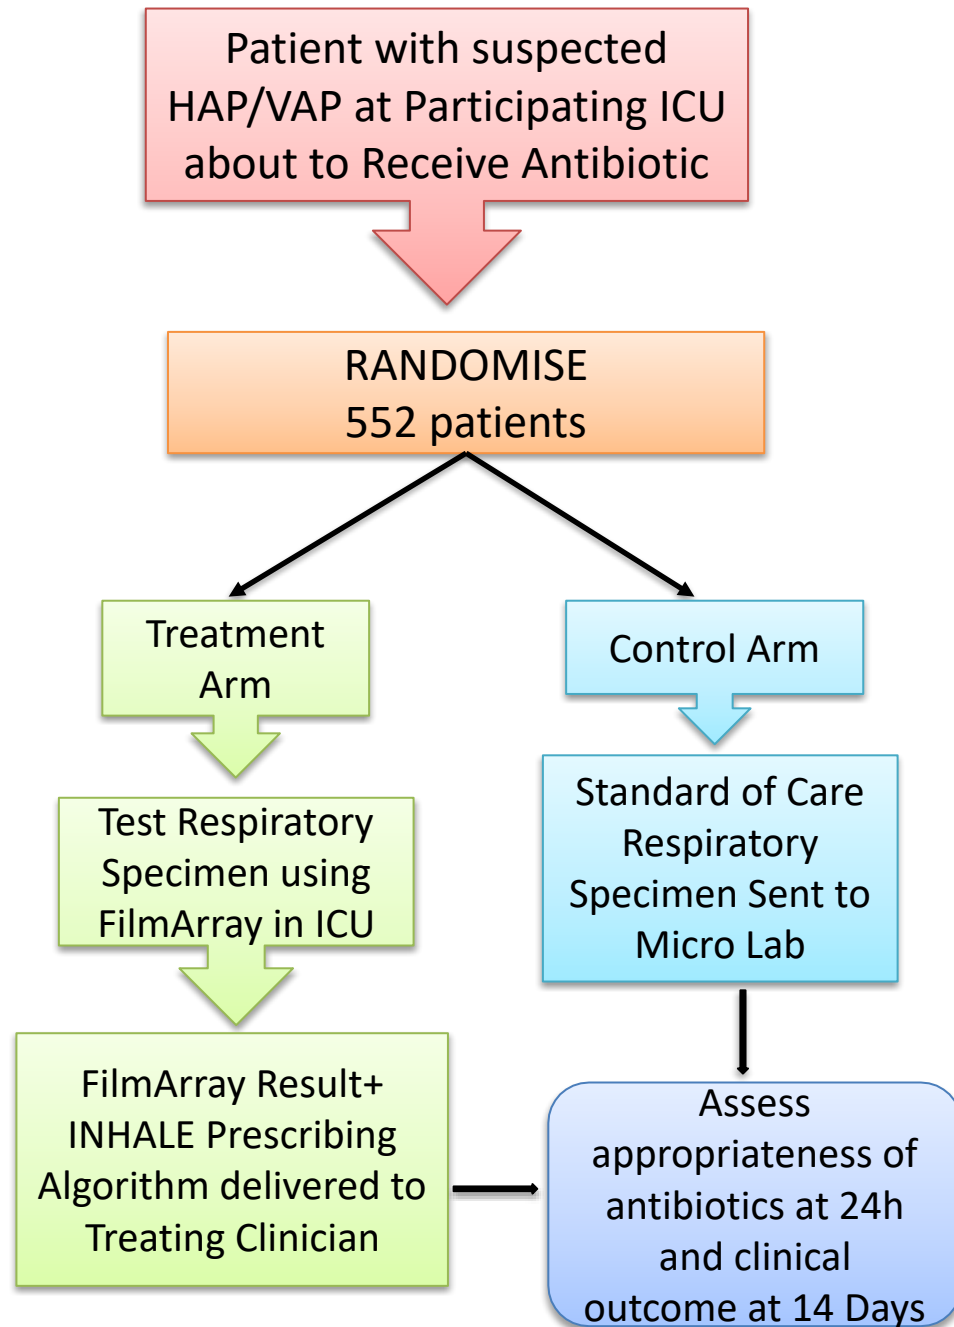 Patient with suspected
HAP/VAP at Participating ICU
about to Receive Antibiotic
RANDOMISE
552 patients
Treatment
Arm
Control Arm
Test Respiratory
Specimen using
FilmArray in ICU
Standard of Care
Respiratory
Specimen Sent to
Micro Lab
FilmArray Result+
INHALE Prescribing
Algorithm delivered to
Treating Clinician
Assess
appropriateness of
antibiotics at 24h
and clinical
outcome at 14 Days